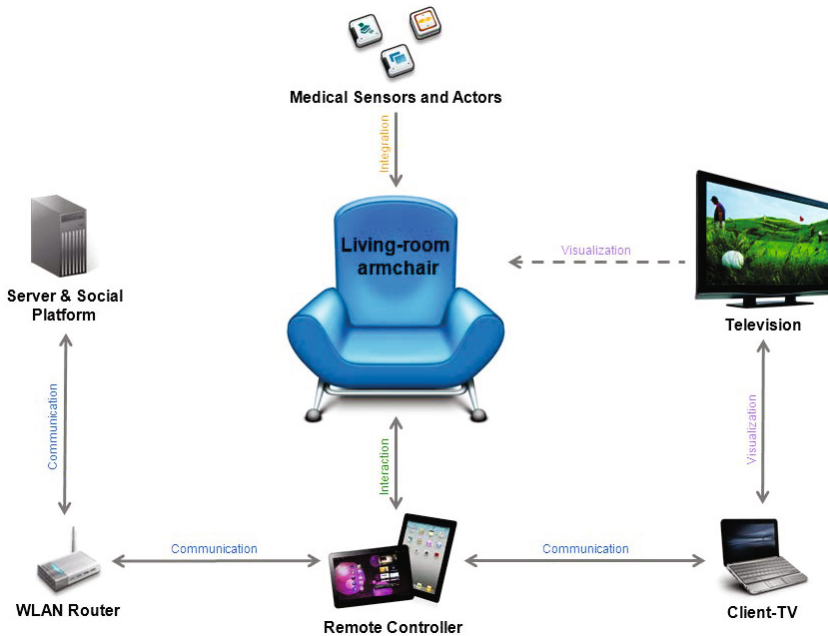 Medical Sensors and Actors
Integration
Living-room
armchair
Visualization
Server & Social
Platform
Television
Communication
Interaction
Visualization
Communication
Communication
WLAN Router
Remote Controller
Client-TV